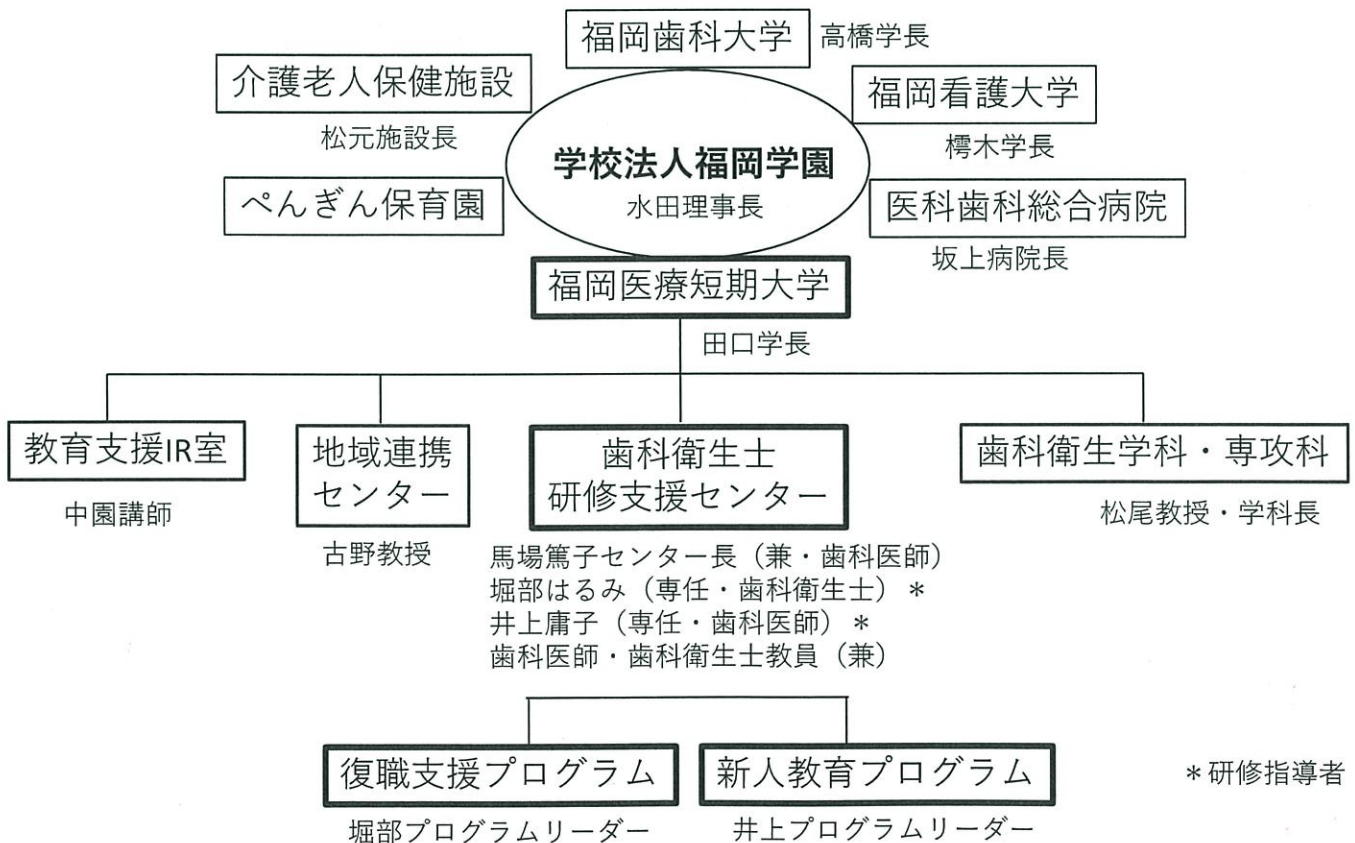 福岡歯科大学
高橋学長
介護老人保健施設
松元施設長
福岡看護大学
樗木学長
学校法人福岡学園
水田理事長
ぺんぎん保育園
医科歯科総合病院
坂上病院長
福岡医療短期大学
田口学長
教育支援IR室
中園講師
地域連携
センター
古野教授
歯科衛生士
研修支援センター
馬場篤子センター長（兼・歯科医師）
堀部はるみ（専任・歯科衛生士）＊
井上庸子（専任・歯科医師）＊
歯科医師・歯科衛生士教員（兼）
歯科衛生学科・専攻科
松尾教授・学科長
復職支援プログラム
堀部プログラムリーダー
新人教育プログラム
井上プログラムリーダー
＊研修指導者